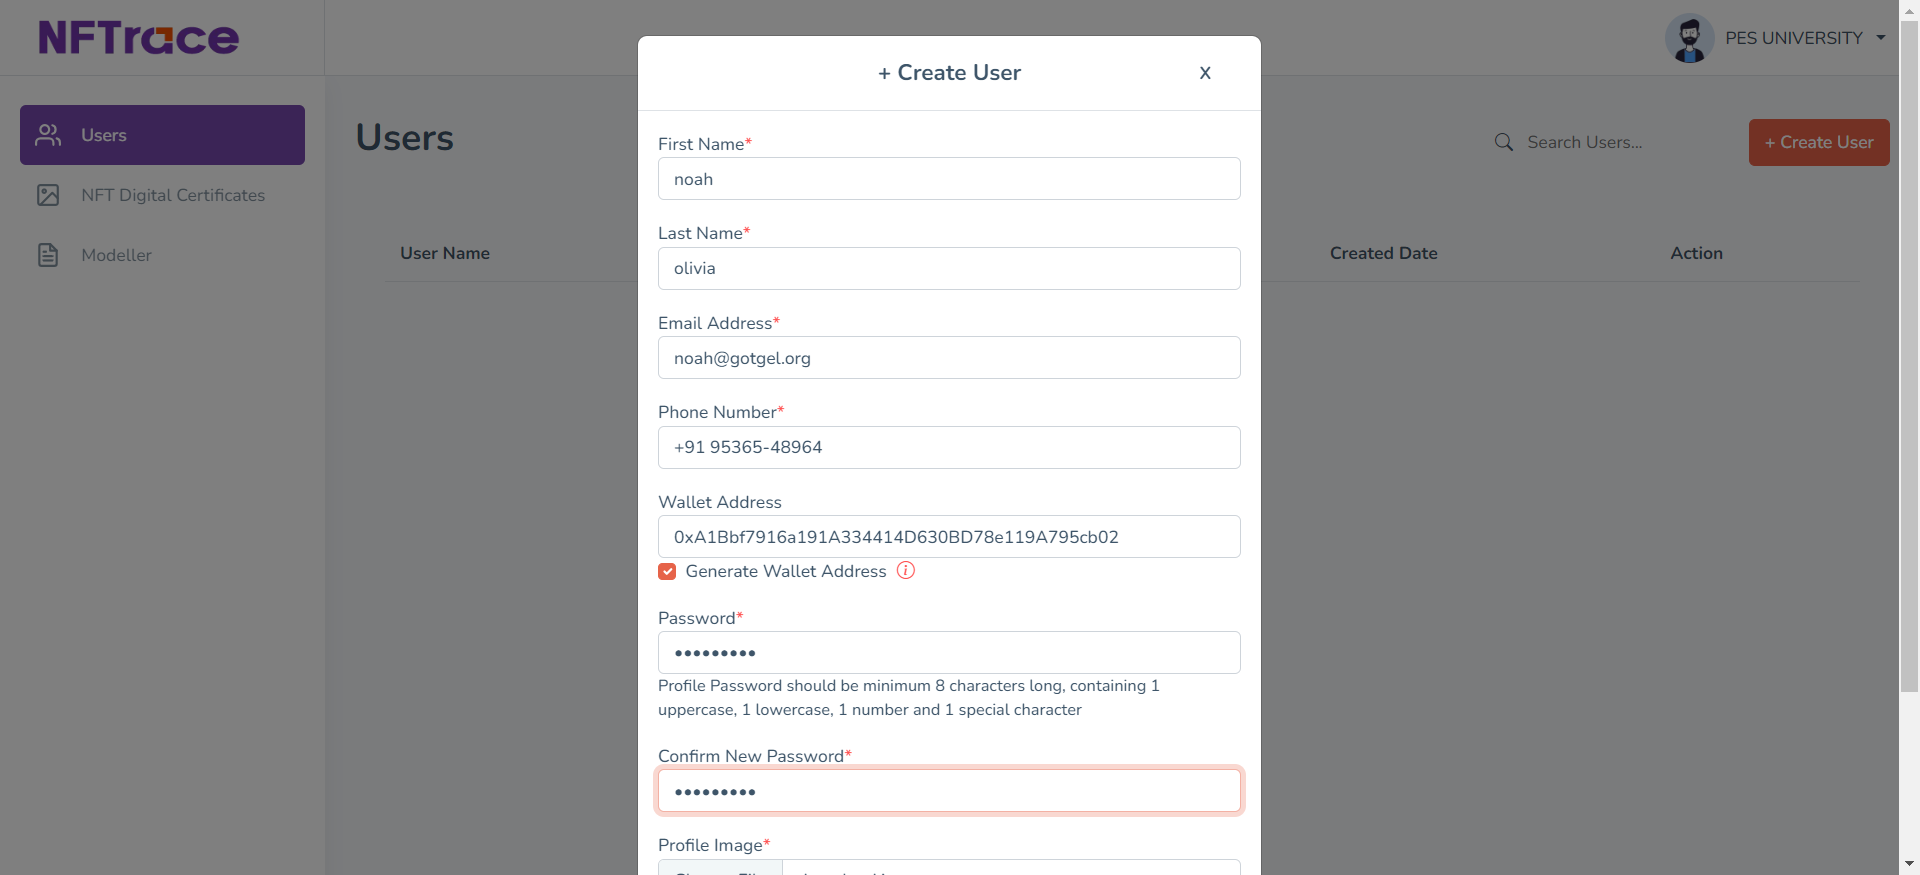 NFTrace
PES UNIVERSITY
Users
NFT Digital Certificates
Modeller
Users
Search Users...
+ Create User
User Name
Created Date
Action
+ Create User
X
First Name*
noah
Last Name*
olivia
Email Address*
noah@gotgel.org
Phone Number*
+91 95365-48964
Wallet Address
0xA1Bbf7916a191A334414D630BD78e119A795cb02
Generate Wallet Address
Password*
•••••••••
Profile Password should be minimum 8 characters long, containing 1
uppercase, 1 lowercase, 1 number and 1 special character
Confirm New Password*
•••••••••
Profile Image*